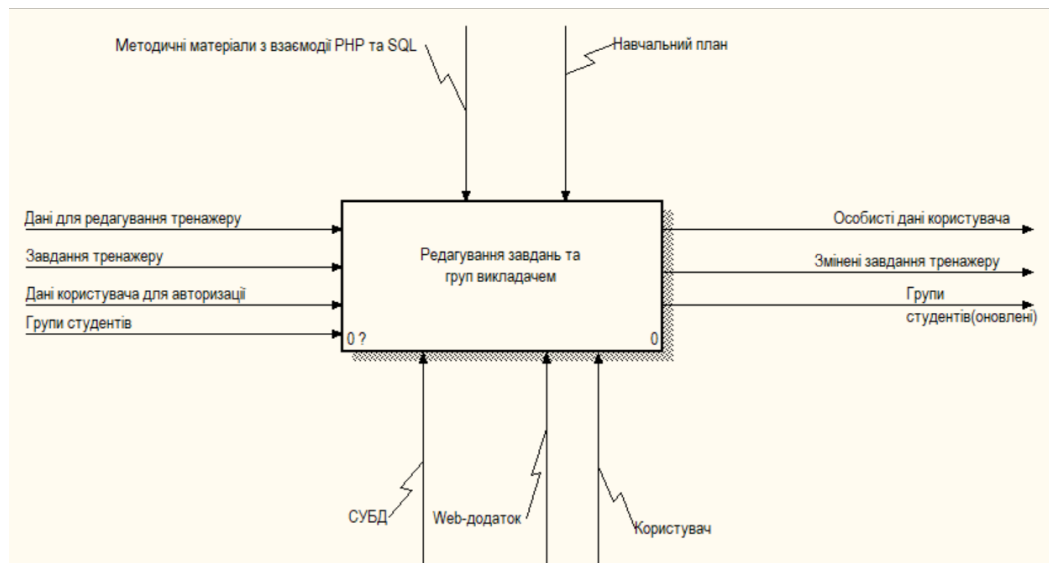 Методичні матеріали з взаємодії PHP та SQL
Навчальний план
Дані для редагування тренажеру
Завдання тренажеру
Дані користувача для авторизації
Групи студентів
Редагування завдань та
груп викладачем
0 ?
0
Особисті дані користувача
Змінені завдання тренажеру
Групи
студентів(оновлені)
СУБД
Web-додаток
Користувач